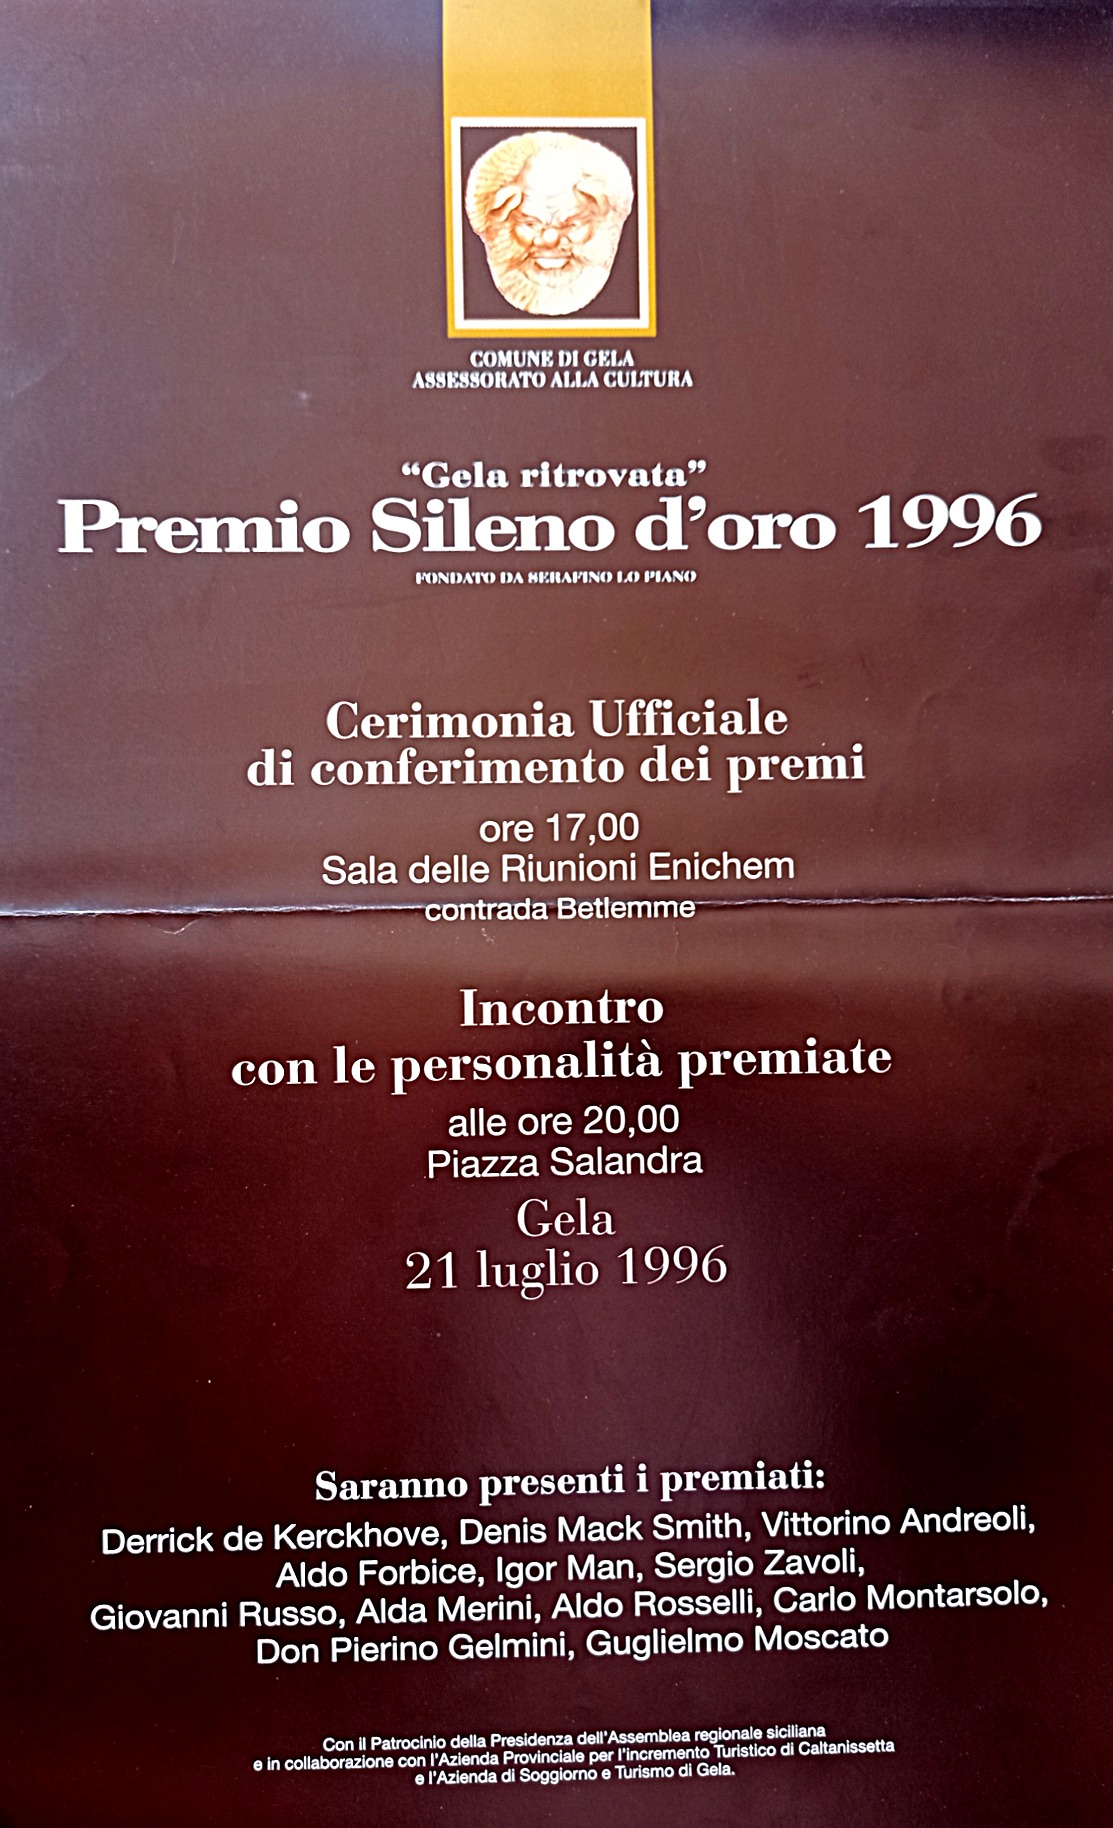 COMUNE DI GELA
ASSESSORATO ALLA CULTURA
“Gela ritrovata”
Premio Sileno d’oro 1996
FONDATO DA SERAFINO LO PIANO
Cerimonia Ufficiale
di conferimento dei premi
ore 17,00
Sala delle Riunioni Enichem
contrada Betlemme
Incontro
con le personalità premiate
alle ore 20,00
Piazza Salandra
Gela
21 luglio 1996
Saranno presenti i premiati:
Derrick de Kerckhove, Denis Mack Smith, Vittorino Andreoli,
Aldo Forbice, Igor Man, Sergio Zavoli,
Giovanni Russo, Alda Merini, Aldo Rosselli, Carlo Montarsolo,
Don Pierino Gelmini, Guglielmo Moscato
Con il Patrocinio della Presidenza dell’Assemblea regionale siciliana
e in collaborazione con l’Azienda Provinciale per l’incremento Turistico di Caltanissetta
e l’Azienda di Soggiorno e Turismo di Gela.